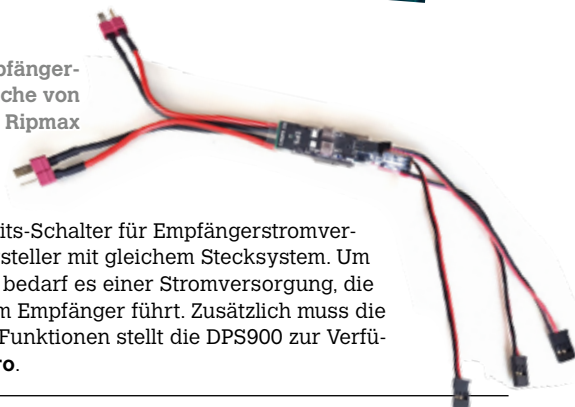 pfänger-
che von
Ripmax
its-Schalter für Empfängerstromver-
steller mit gleichem Stecksystem. Um
bedarf es einer Stromversorgung, die
m Empfänger führt. Zusätzlich muss die
Funktionen stellt die DPS900 zur Verfü-
ro.